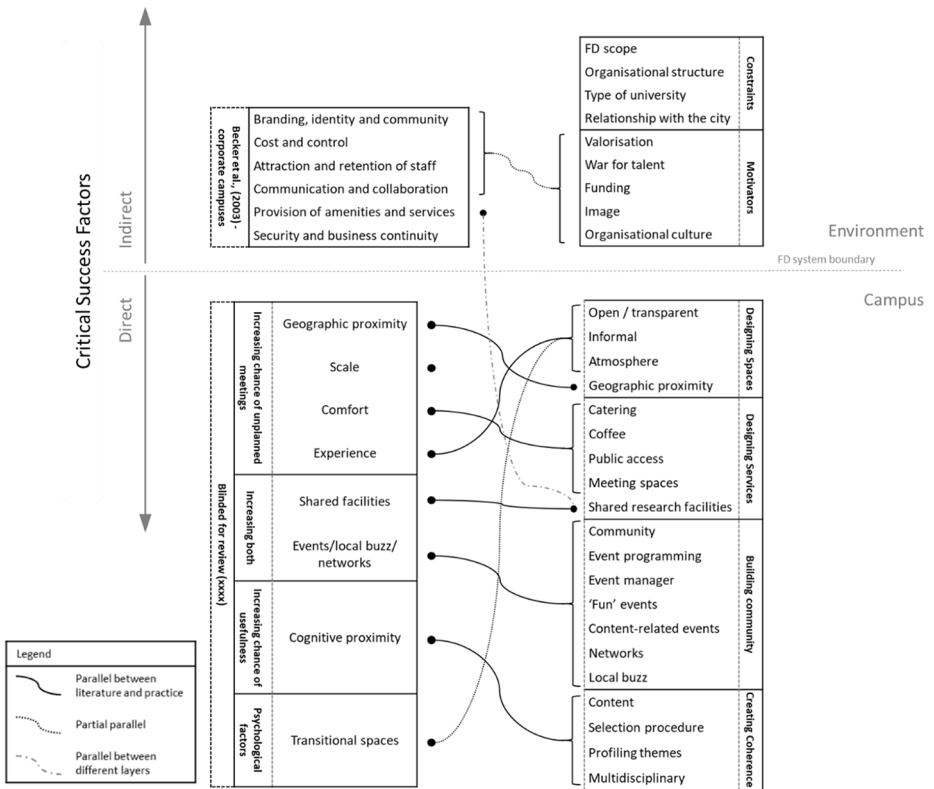 Critical Success Factors
Indirect
Direct
Becker et al., (2003) -
corporate campuses
Branding, identity and community
Cost and control
Attraction and retention of staff
Communication and collaboration
Provision of amenities and services
Security and business continuity
FD scope
Organisational structure
Type of university
Relationship with the city
Constraints
Valorisation
War for talent
Funding
Image
Organisational culture
Motivators
Environment
FD system boundary
Campus
Blinded for review (xxxx)
Increasing chance of unplanned
meetings
Geographic proximity
Scale
Comfort
Experience
Increasing both
Shared facilities
Events/local buzz/
networks
Increasing chance of
usefulness
Cognitive proximity
Psychological
factors
Transitional spaces
Open / transparent
Informal
Atmosphere
Geographic proximity
Designing Spaces
Catering
Coffee
Public access
Meeting spaces
Shared research facilities
Designing Services
Community
Event programming
Event manager
‘Fun’ events
Content-related events
Networks
Local buzz
Building community
Content
Selection procedure
Profiling themes
Multidisciplinary
Creating Coherence
Legend
Parallel between
literature and practice
Partial parallel
Parallel between
different layers